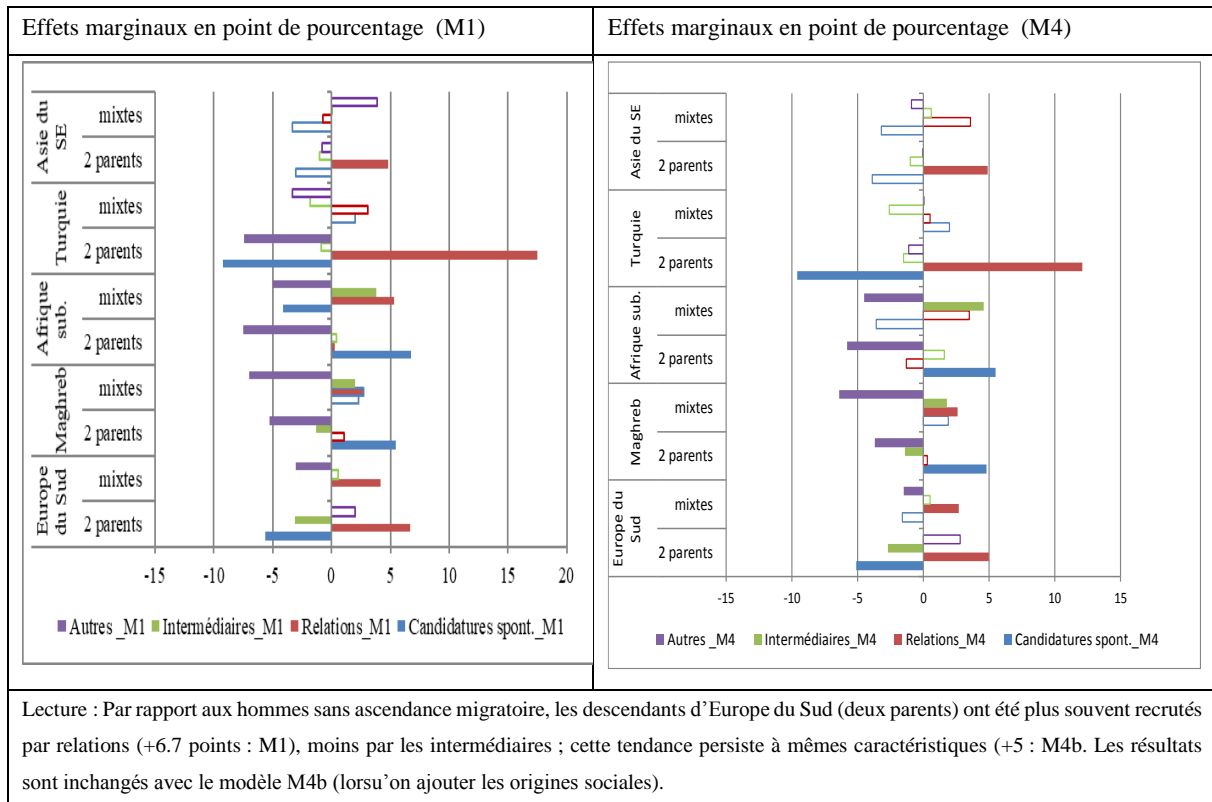 Effets marginaux en point de pourcentage (M1)
Asie du SE
mixtes
2 parents
Turquie
mixtes
2 parents
Afrique sub.
mixtes
2 parents
Maghreb
mixtes
2 parents
Europe du Sud
mixtes
2 parents
-15 -10 -5 0 5 10 15 20
Autres _M1 Intermédiaires_M1 Relations_M1 Candidatures spont._M1
Effets marginaux en point de pourcentage (M4)
Asie du SE
mixtes
2 parents
Turquie
mixtes
2 parents
Afrique sub.
mixtes
2 parents
Maghreb
mixtes
2 parents
Europe du Sud
mixtes
2 parents
-15 -10 -5 0 5 10 15
Autres _M4 Intermédiaires_M4 Relations_M4 Candidatures spont._M4
Lecture : Par rapport aux hommes sans ascendance migratoire, les descendants d’Europe du Sud (deux parents) ont été plus souvent recrutés
par relations (+6.7 points : M1), moins par les intermédiaires ; cette tendance persiste à mêmes caractéristiques (+5 : M4b. Les résultats
sont inchangés avec le modèle M4b (lorsu’on ajouter les origines sociales).